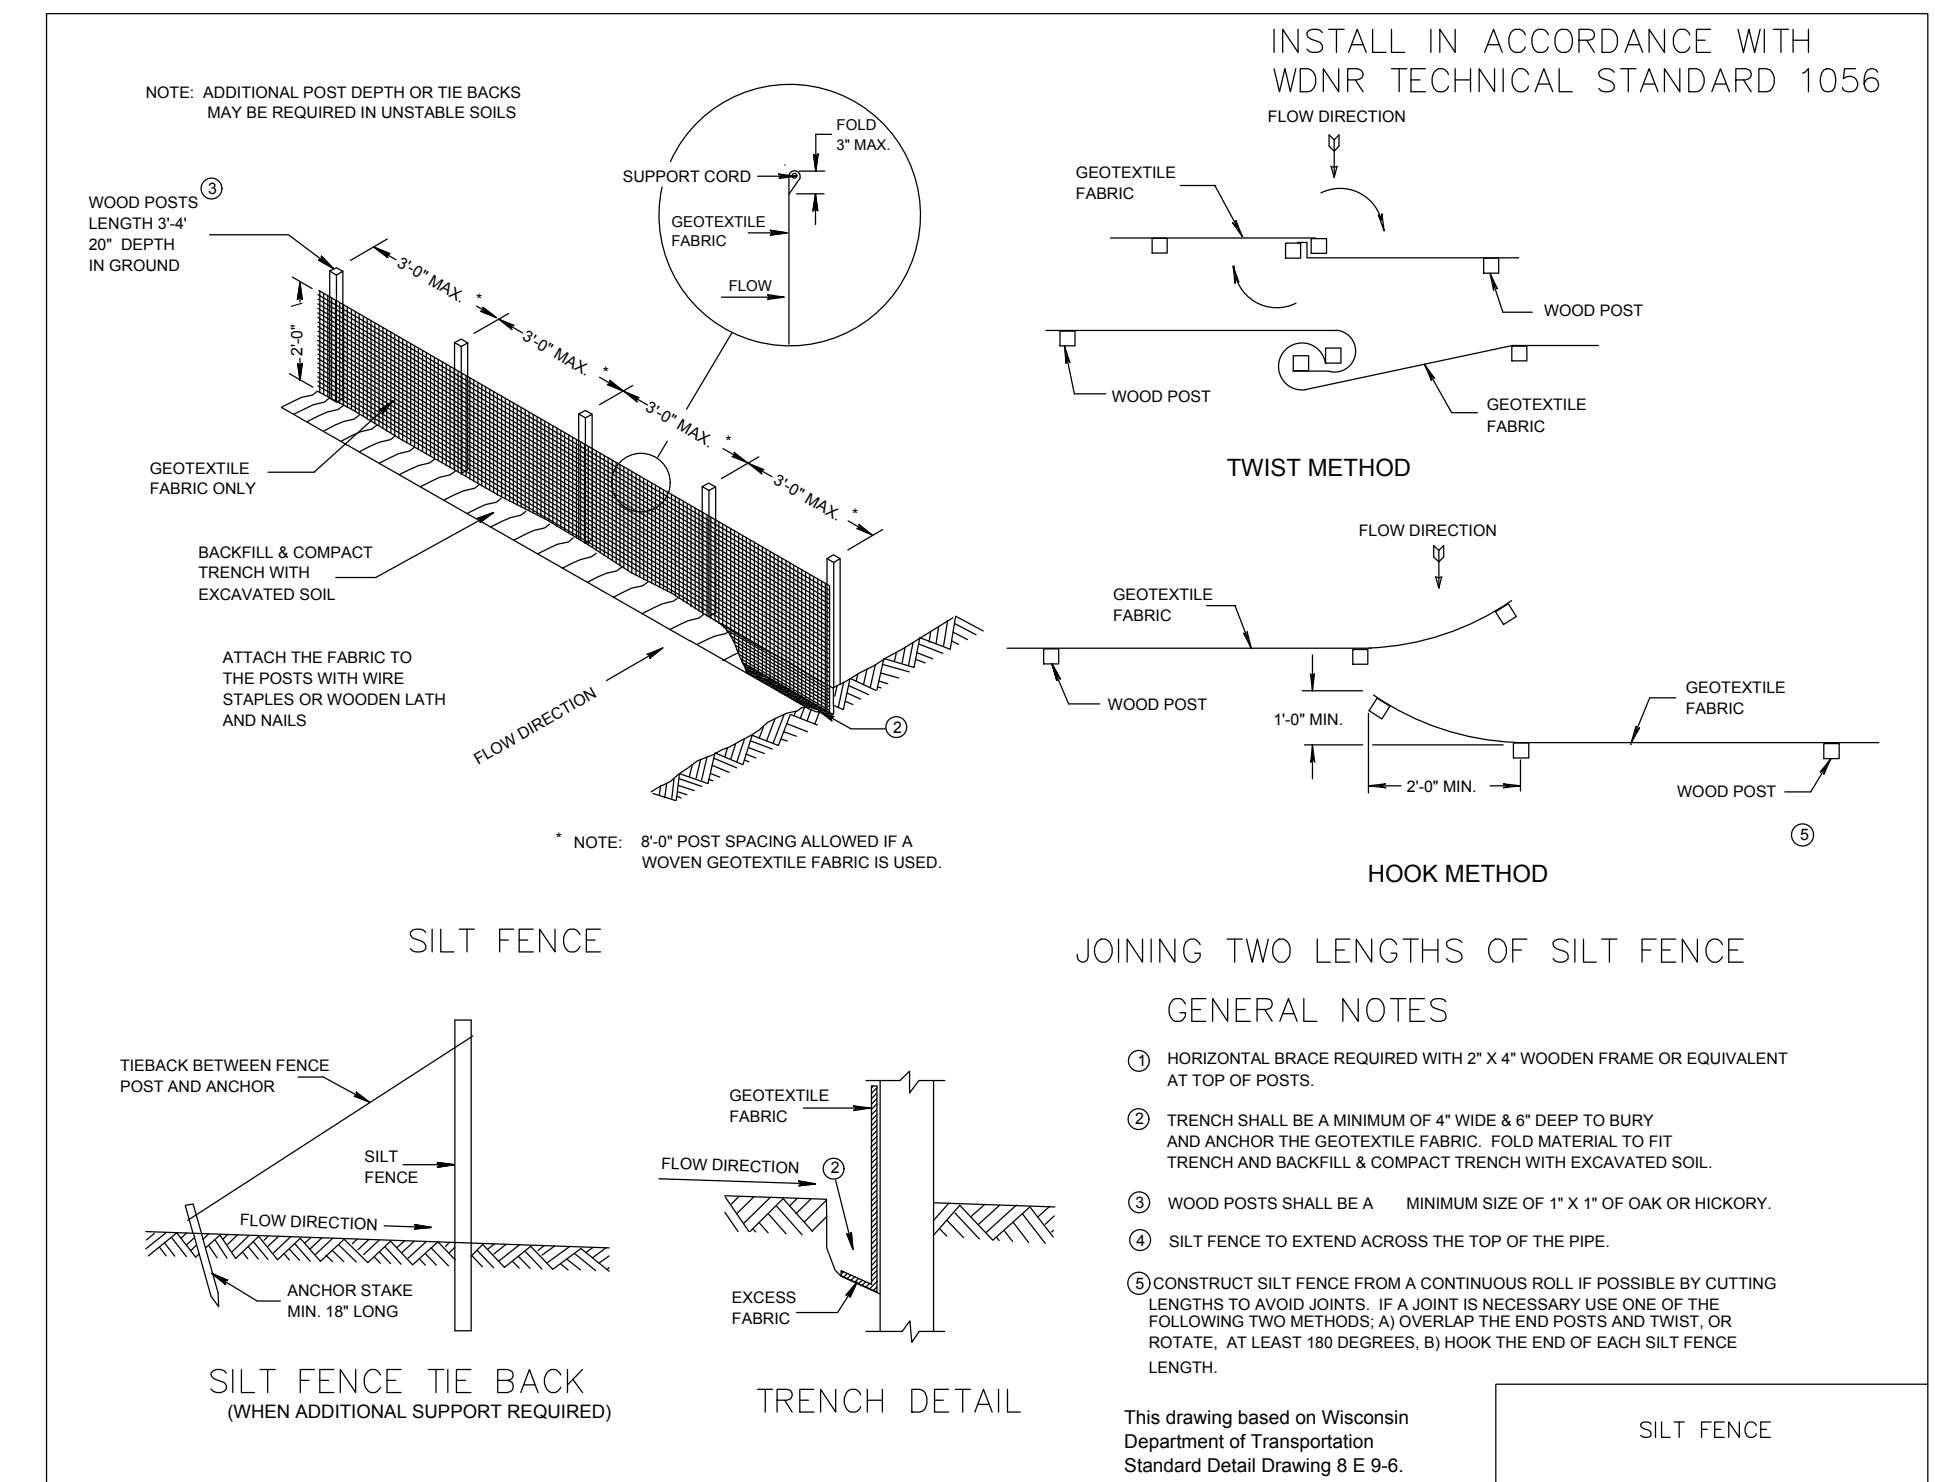 INSTALL IN ACCORDANCE WITH
WDNR TECHNICAL STANDARD 1056
NOTE: ADDITIONAL POST DEPTH OR TIE BACKS
MAY BE REQUIRED IN UNSTABLE SOILS
WOOD POSTS 3
LENGTH 3'-4'
20" DEPTH
IN GROUND
2'-0"
3'-0" MAX. *
3'-0" MAX. *
3'-0" MAX. *
3'-0" MAX. *
FOLD
3" MAX.
SUPPORT CORD
GEOTEXTILE
FABRIC
FLOW
GEOTEXTILE
FABRIC ONLY
BACKFILL & COMPACT
TRENCH WITH
EXCAVATED SOIL
ATTACH THE FABRIC TO
THE POSTS WITH WIRE
STAPLES OR WOODEN LATH
AND NAILS
FLOW DIRECTION
2
* NOTE: 8'-0" POST SPACING ALLOWED IF A
WOVEN GEOTEXTILE FABRIC IS USED.
SILT FENCE
FLOW DIRECTION
GEOTEXTILE
FABRIC
WOOD POST
WOOD POST
GEOTEXTILE
FABRIC
TWIST METHOD
FLOW DIRECTION
GEOTEXTILE
FABRIC
WOOD POST
1'-0" MIN.
2'-0" MIN.
GEOTEXTILE
FABRIC
WOOD POST
5
HOOK METHOD
JOINING TWO LENGTHS OF SILT FENCE
TIEBACK BETWEEN FENCE
POST AND ANCHOR
SILT
FENCE
FLOW DIRECTION
ANCHOR STAKE
MIN. 18" LONG
SILT FENCE TIE BACK
(WHEN ADDITIONAL SUPPORT REQUIRED)
GEOTEXTILE
FABRIC
FLOW DIRECTION 2
EXCESS
FABRIC
TRENCH DETAIL
GENERAL NOTES
1 HORIZONTAL BRACE REQUIRED WITH 2" X 4" WOODEN FRAME OR EQUIVALENT
AT TOP OF POSTS.
2 TRENCH SHALL BE A MINIMUM OF 4" WIDE & 6" DEEP TO BURY
AND ANCHOR THE GEOTEXTILE FABRIC. FOLD MATERIAL TO FIT
TRENCH AND BACKFILL & COMPACT TRENCH WITH EXCAVATED SOIL.
3 WOOD POSTS SHALL BE A MINIMUM SIZE OF 1" X 1" OF OAK OR HICKORY.
4 SILT FENCE TO EXTEND ACROSS THE TOP OF THE PIPE.
5 CONSTRUCT SILT FENCE FROM A CONTINUOUS ROLL IF POSSIBLE BY CUTTING
LENGTHS TO AVOID JOINTS. IF A JOINT IS NECESSARY USE ONE OF THE
FOLLOWING TWO METHODS; A) OVERLAP THE END POSTS AND TWIST, OR
ROTATE, AT LEAST 180 DEGREES, B) HOOK THE END OF EACH SILT FENCE
LENGTH.
This drawing based on Wisconsin
Department of Transportation
Standard Detail Drawing 8 E 9-6.
SILT FENCE